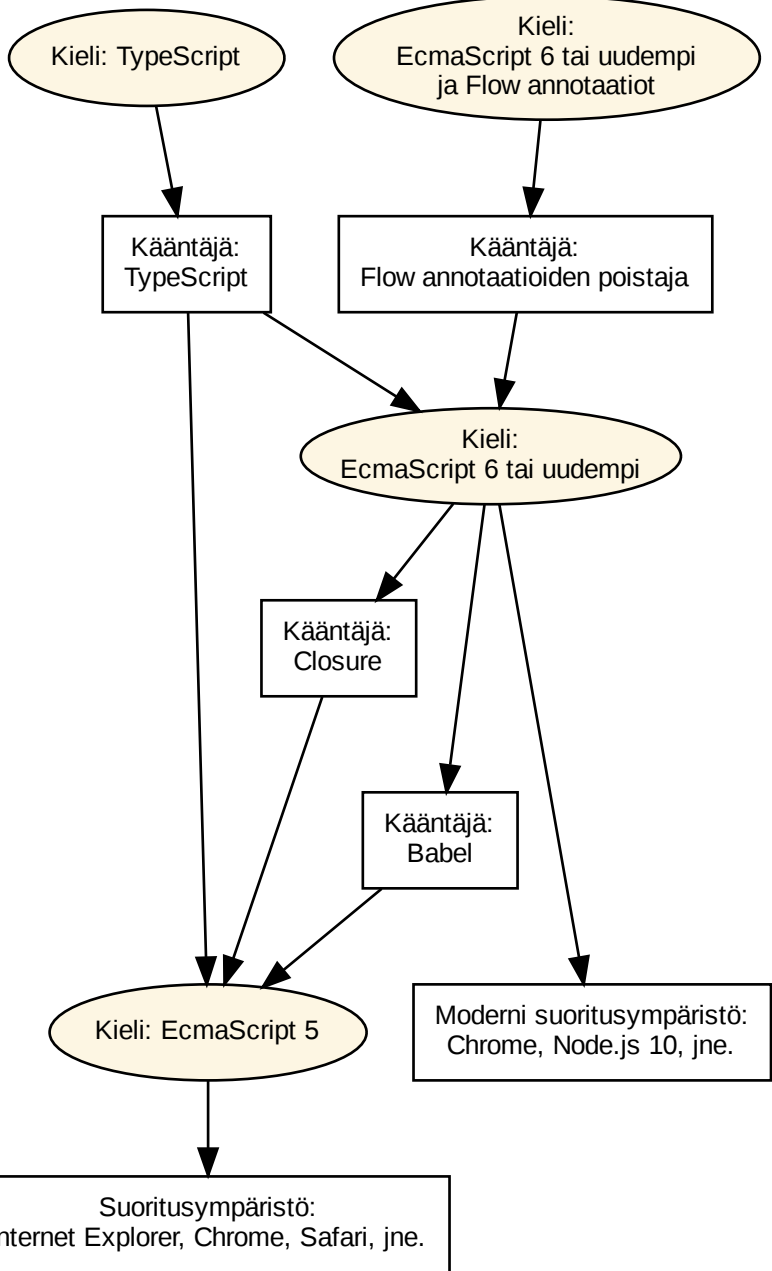 Kieli: TypeScript
Kieli:
EcmaScript 6 tai uudempi
ja Flow annotaatiot
Kääntäjä:
TypeScript
Kääntäjä:
Flow annotaatioiden poistaja
Kieli:
EcmaScript 6 tai uudempi
Kääntäjä:
Closure
Kääntäjä:
Babel
Kieli: EcmaScript 5
Moderni suoritusympäristö:
Chrome, Node.js 10, jne.
Suoritusympäristö:
nternet Explorer, Chrome, Safari, jne.